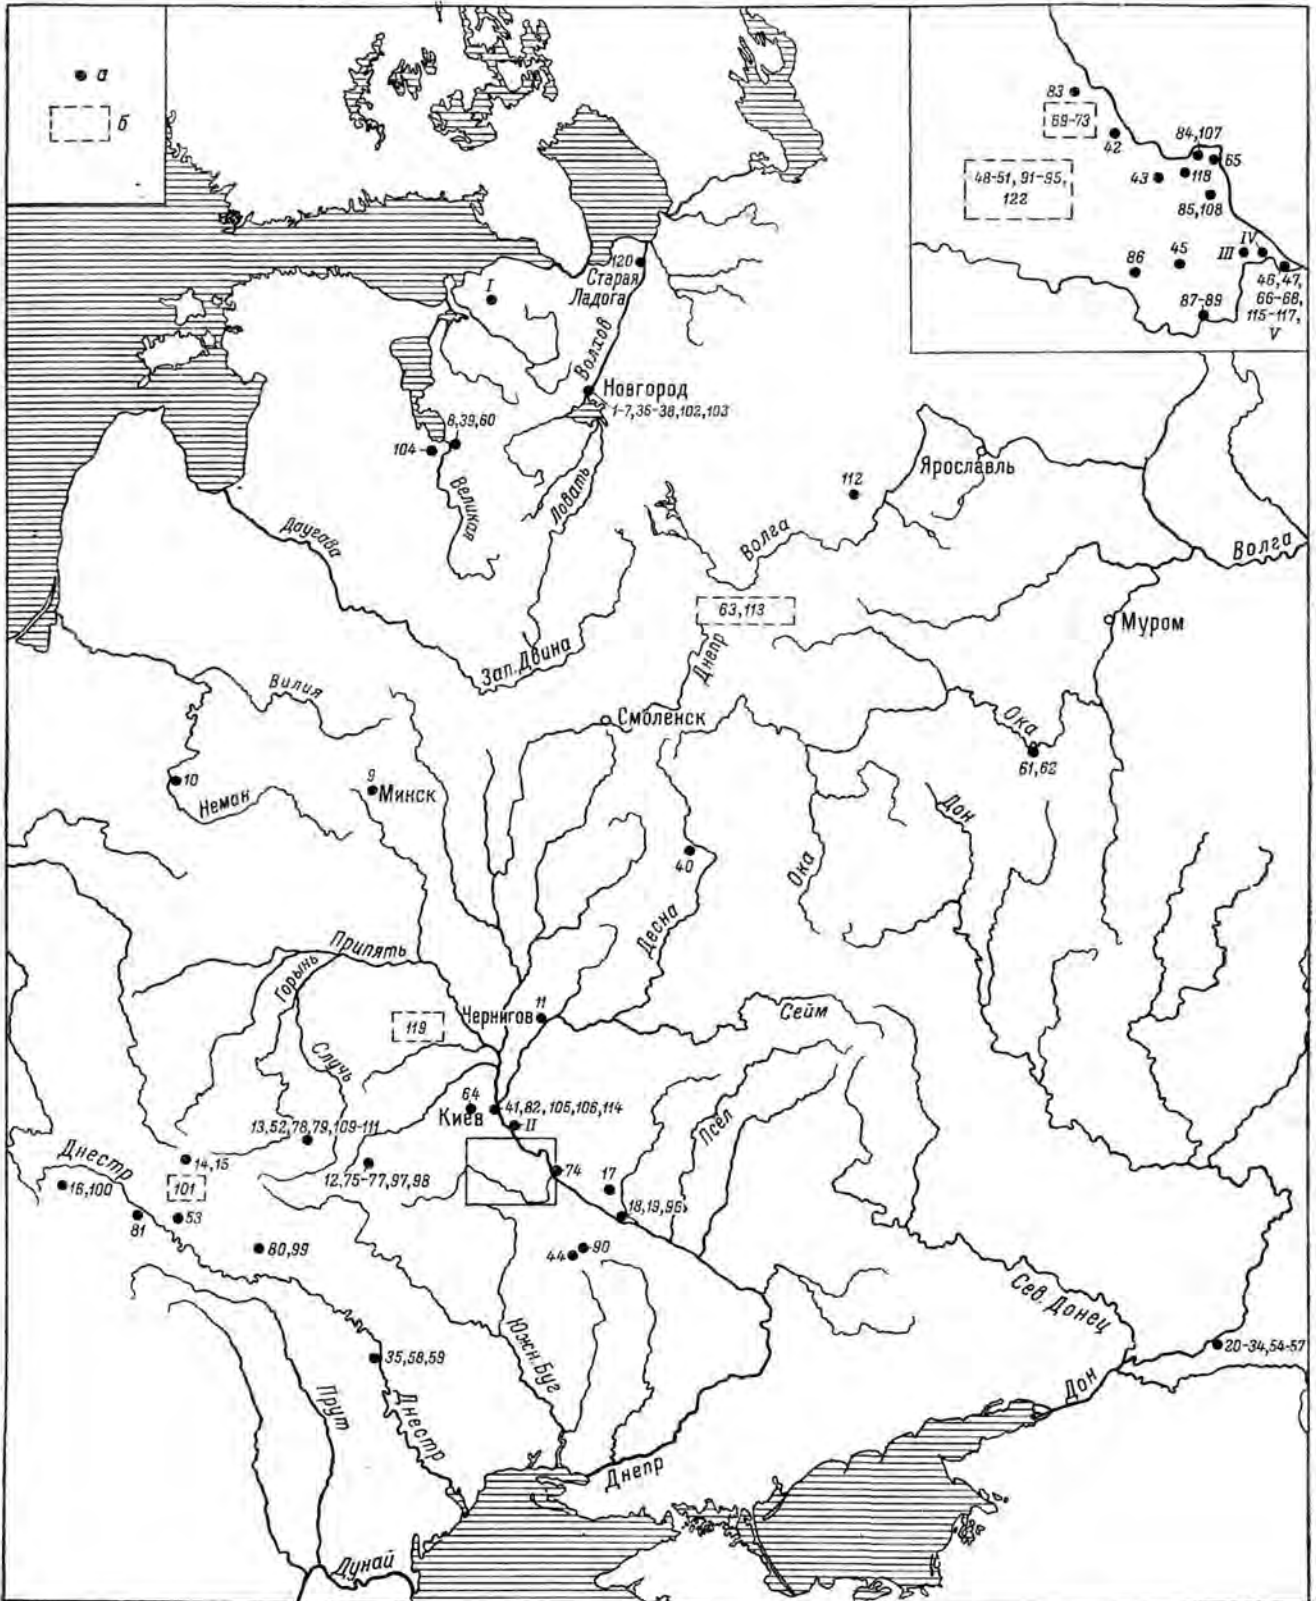 а
б
83
69-73
42
84,107
65
48-51, 91-95,
122
43
118
85,108
IV
III
86
45
46,47,
66-68,
115-117,
V
87-89
120
Старая
Ладога
I
Волхов
Новгород
1-7,36-38,102,103
8,39,60
104
Великая
Ловать
Ярославль
112
Даугава
Волга
Волга
63,113
Муром
Днепр
Зап. Двина
Вилия
Смоленск
Ока
61,62
10
9
Минск
Неман
Дон
40
Ока
Десна
Припять
Горынь
11
Чернигов
119
Сейм
Случь
64
Киев
41,82,105,106,114
II
Псёл
13,52,78,79,109-111
Днестр
14,15
12,75-77,97,98
74
17
16,100
101
18,19,96
81
53
80,99
44
90
Сев. Донец
Южн. Буг
20-34,54-57
35,58,59
Дон
Прут
Днестр
Днепр
Дунай